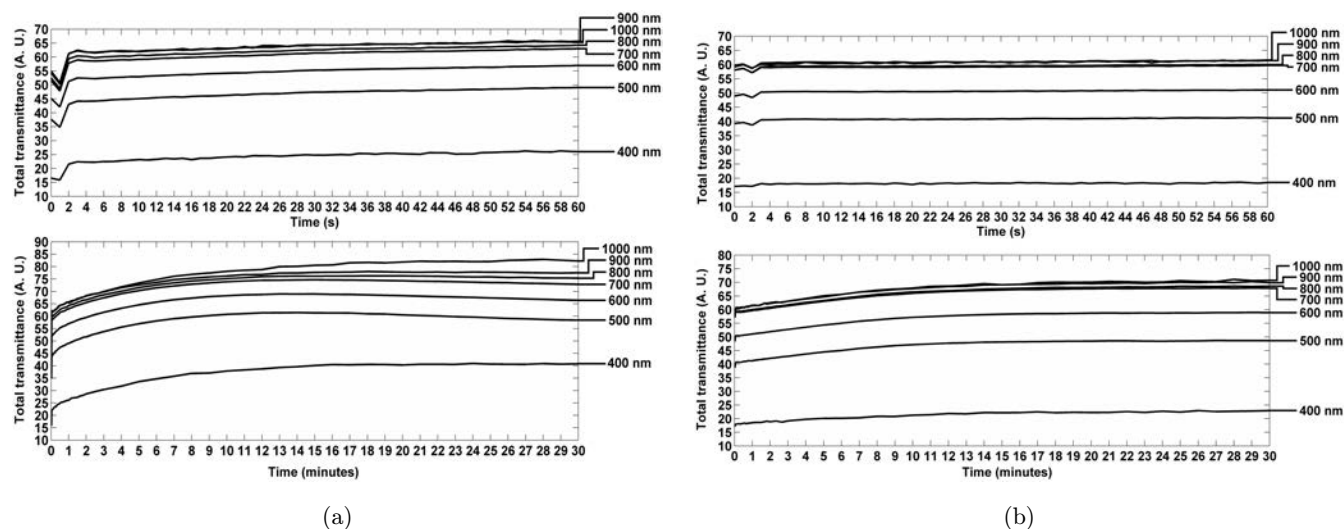 70
65
60
55
50
45
40
35
30
25
20
15
10
Total transmittance (A. U.)
0 2 4 6 8 10 12 14 16 18 20 22 24 26 28 30 32 34 36 38 40 42 44 46 48 50 52 54 56 58 60
Time (s)
900 nm
1000 nm
800 nm
700 nm
600 nm
500 nm
400 nm
90
85
80
75
70
65
60
55
50
45
40
35
30
25
20
15
10
Total transmittance (A. U.)
0 1 2 3 4 5 6 7 8 9 10 11 12 13 14 15 16 17 18 19 20 21 22 23 24 25 26 27 28 29 30
Time (minutes)
1000 nm
900 nm
800 nm
700 nm
600 nm
500 nm
400 nm
(a)
70
65
60
55
50
45
40
35
30
25
20
15
10
Total transmittance (A. U.)
0 2 4 6 8 10 12 14 16 18 20 22 24 26 28 30 32 34 36 38 40 42 44 46 48 50 52 54 56 58 60
Time (s)
1000 nm
900 nm
800 nm
700 nm
600 nm
500 nm
400 nm
80
75
70
65
60
55
50
45
40
35
30
25
20
15
10
Total transmittance (A. U.)
0 1 2 3 4 5 6 7 8 9 10 11 12 13 14 15 16 17 18 19 20 21 22 23 24 25 26 27 28 29 30
Time (minutes)
1000 nm
900 nm
800 nm
700 nm
600 nm
500 nm
400 nm
(b)